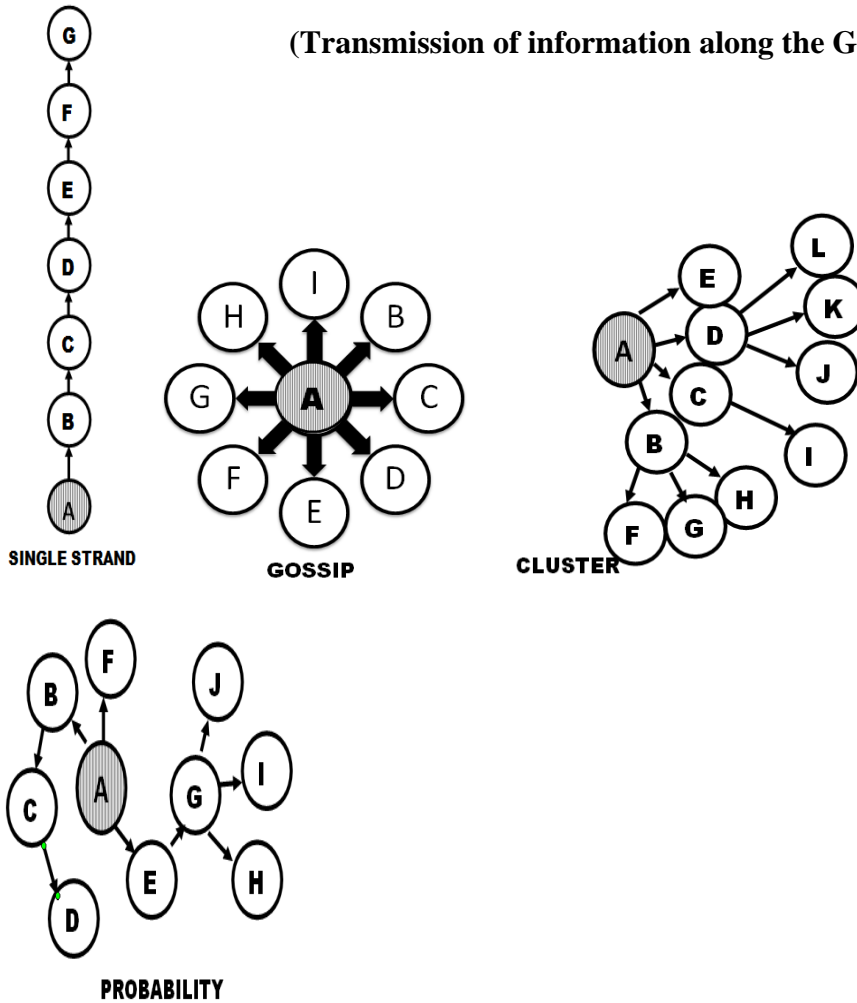 (Transmission of information along the G
G
F
E
D
C
B
A
SINGLE STRAND
I
H
B
G
A
C
F
D
E
GOSSIP
L
E
K
D
A
J
C
B
I
H
G
F
CLUSTER
F
B
J
I
A
G
C
E
H
D
PROBABILITY